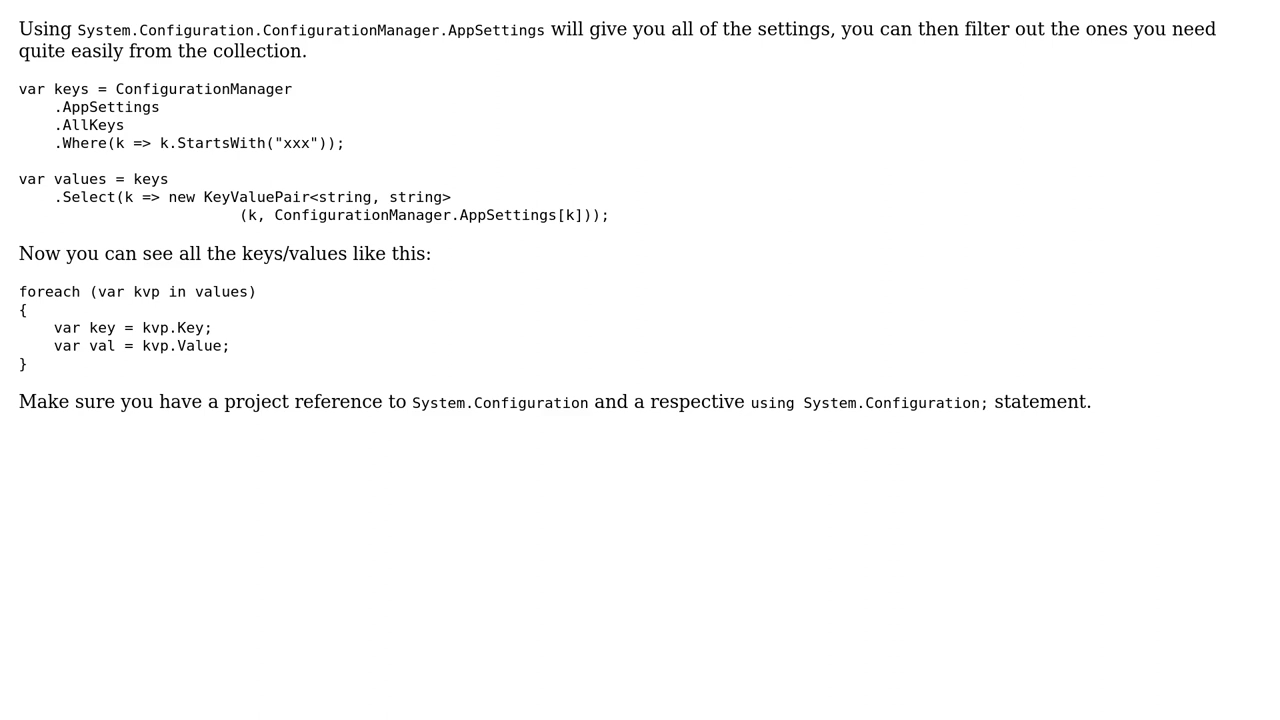 Using System.Configuration.ConfigurationManager.AppSettings will give you all of the settings, you can then filter out the ones you need
quite easily from the collection.
var keys = ConfigurationManager
    .AppSettings
    .AllKeys
    .Where(k => k.StartsWith("xxx"));
var values = keys
    .Select(k => new KeyValuePair<string, string>
                         (k, ConfigurationManager.AppSettings[k]));
Now you can see all the keys/values like this:
foreach (var kvp in values)
{
    var key = kvp.Key;
    var val = kvp.Value;
}
Make sure you have a project reference to System.Configuration and a respective using System.Configuration; statement.